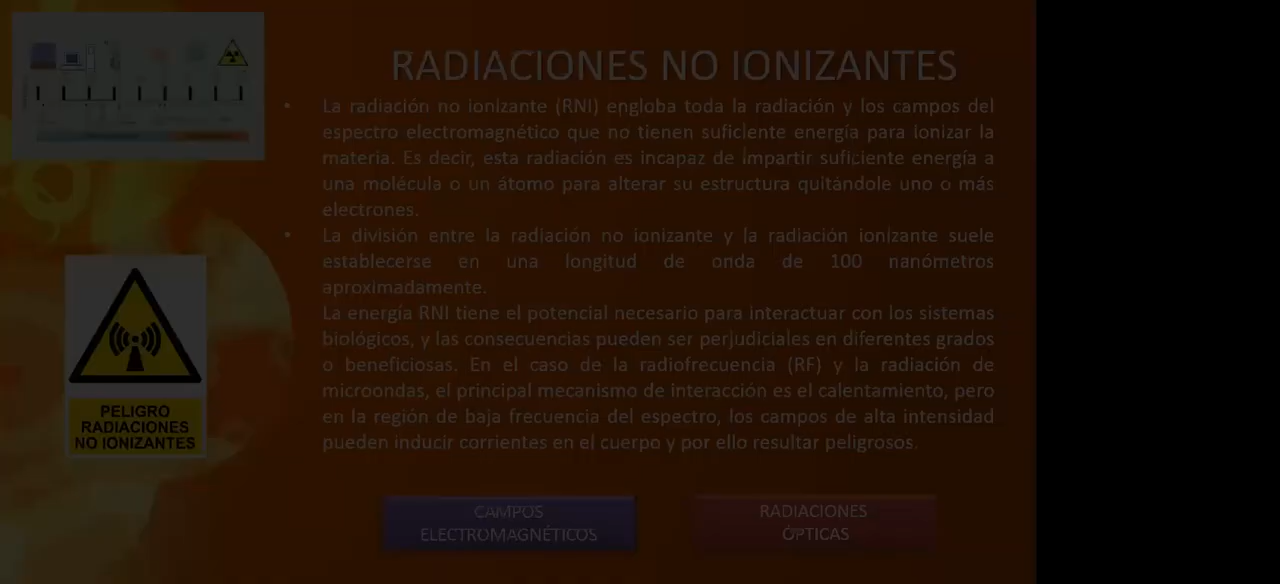 RADIACIONES NO IONIZANTES
• La radiación no ionizante (RNI) engloba toda la radiación y los campos del
espectro electromagnético que no tienen suficiente energía para ionizar la
materia. Es decir, esta radiación es incapaz de impartir suficiente energía a
una molécula o un átomo para alterar su estructura quitándole uno o más
electrones.
• La división entre la radiación no ionizante y la radiación ionizante suele
establecerse en una longitud de onda de 100 nanómetros
aproximadamente.
La energía RNI tiene el potencial necesario para interactuar con los sistemas
biológicos, y las consecuencias pueden ser perjudiciales en diferentes grados
o beneficiosas. En el caso de la radiofrecuencia (RF) y la radiación de
microondas, el principal mecanismo de interacción es el calentamiento, pero
en la región de baja frecuencia del espectro, los campos de alta intensidad
pueden inducir corrientes en el cuerpo y por ello resultar peligrosos.
PELIGRO
RADIACIONES
NO IONIZANTES
CAMPOS
ELECTROMAGNÉTICOS
RADIACIONES
ÓPTICAS